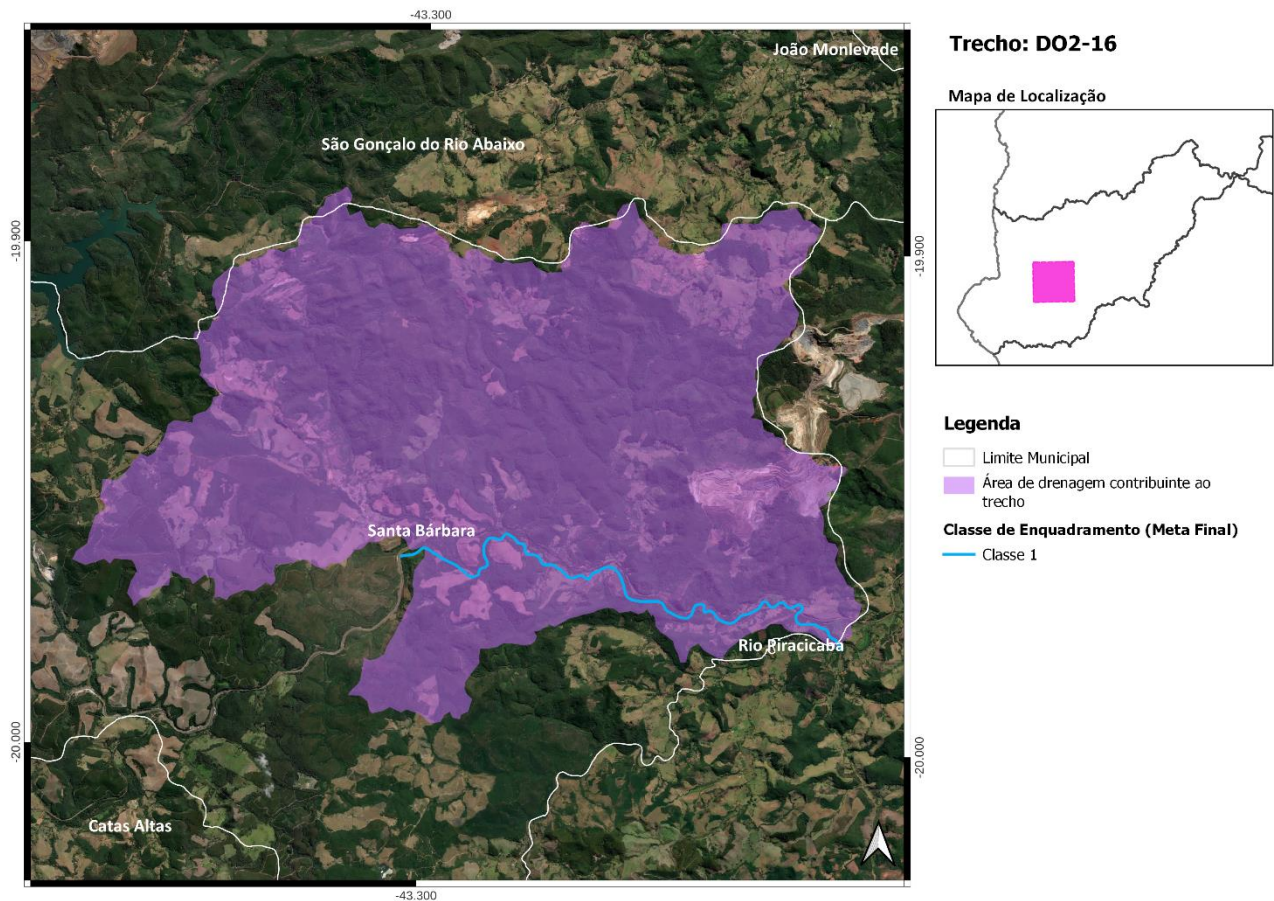 -43.300
João Monlevade
São Gonçalo do Rio Abaixo
-19.900
-19.900
Santa Bárbara
Rio Piracicaba
-20.000
-20.000
Catas Altas
-43.300
Trecho: DO2-16
Mapa de Localização
Legenda
Limite Municipal
Área de drenagem contribuinte ao
trecho
Classe de Enquadramento (Meta Final)
Classe 1